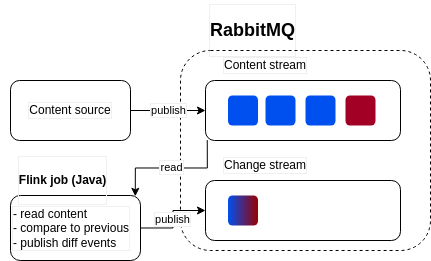 RabbitMQ
Content stream
Content source
publish
read
Change stream
Flink job (Java)
- read content
- compare to previous
- publish diff events
publish